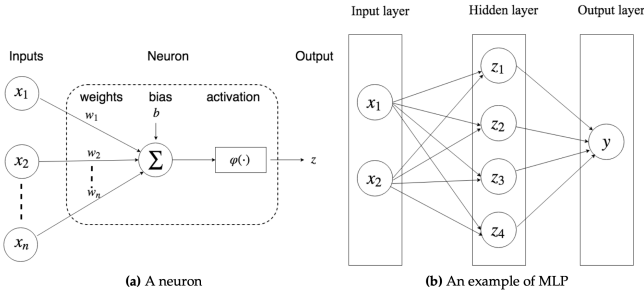 Inputs Neuron Output
weights bias activation
x₁
w₁
b
x₂
w₂
Σ
φ(·)
z
wₙ
xₙ
(a) A neuron
Input layer Hidden layer Output layer
z₁
x₁
z₂
y
x₂
z₃
z₄
(b) An example of MLP